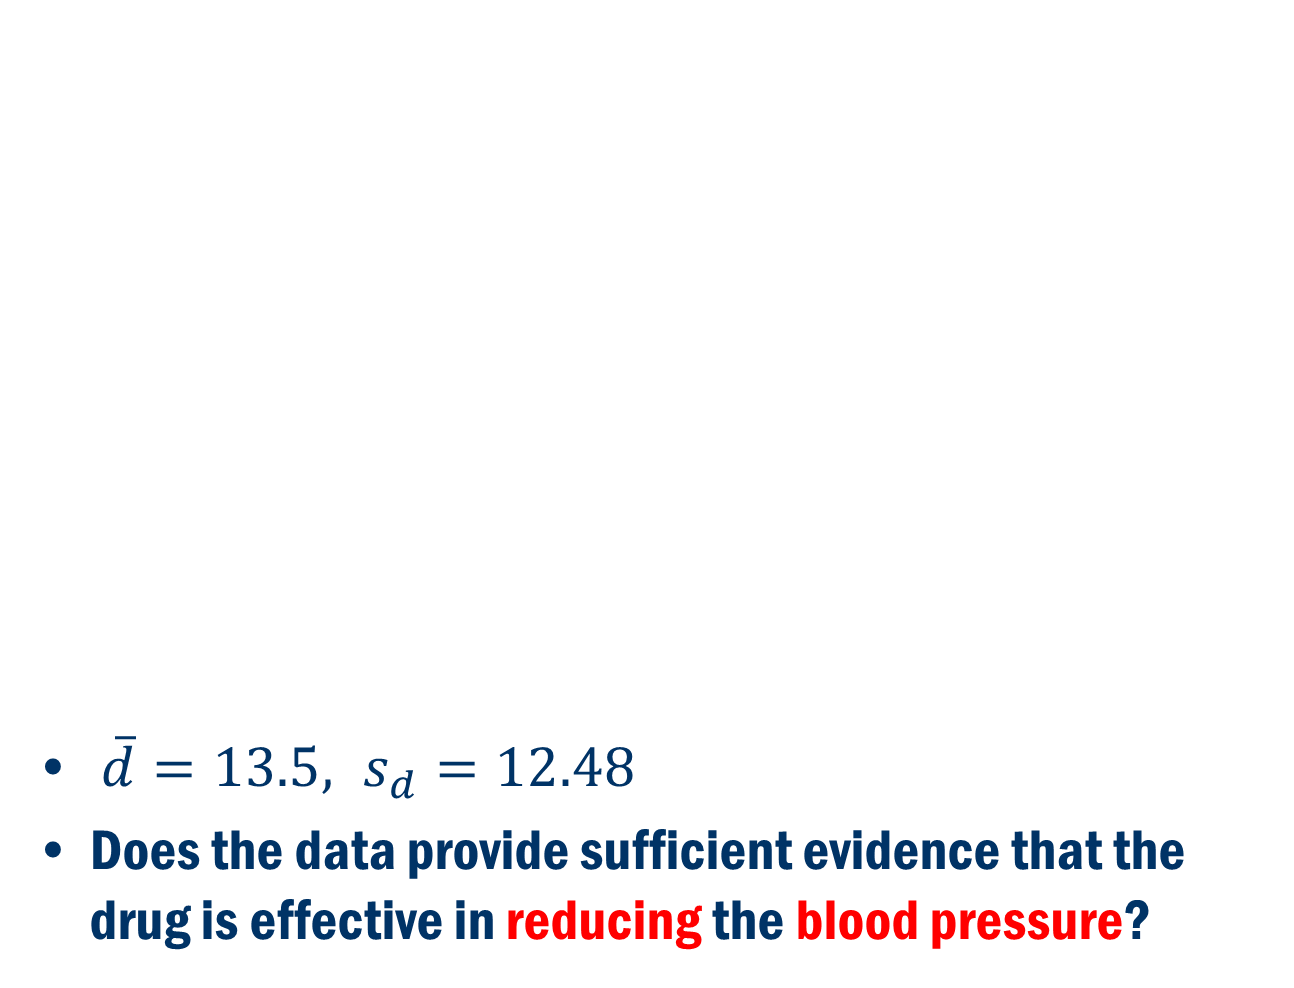 • d̄ = 13.5, s_d = 12.48
• Does the data provide sufficient evidence that the
drug is effective in reducing the blood pressure?